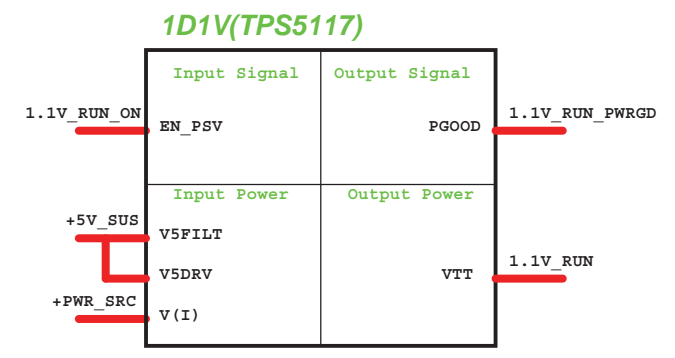 1D1V(TPS5117)
Input Signal
Output Signal
1.1V_RUN_ON
EN_PSV
PGOOD
1.1V_RUN_PWRGD
Input Power
Output Power
+5V_SUS
V5FILT
V5DRV
VTT
1.1V_RUN
+PWR_SRC
V(I)